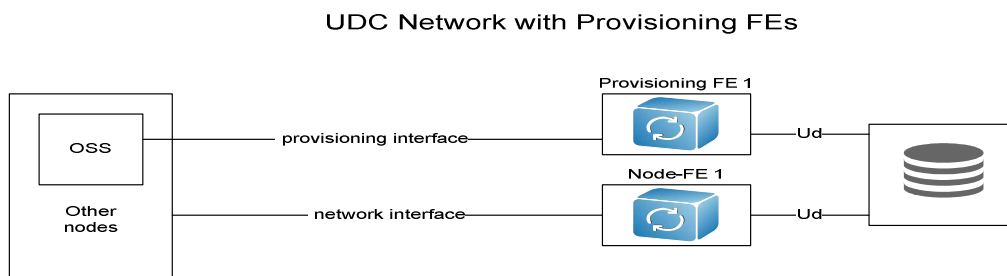 UDC Network with Provisioning FEs
Provisioning FE 1
OSS
provisioning interface
Ud
Node-FE 1
Other
nodes
network interface
Ud